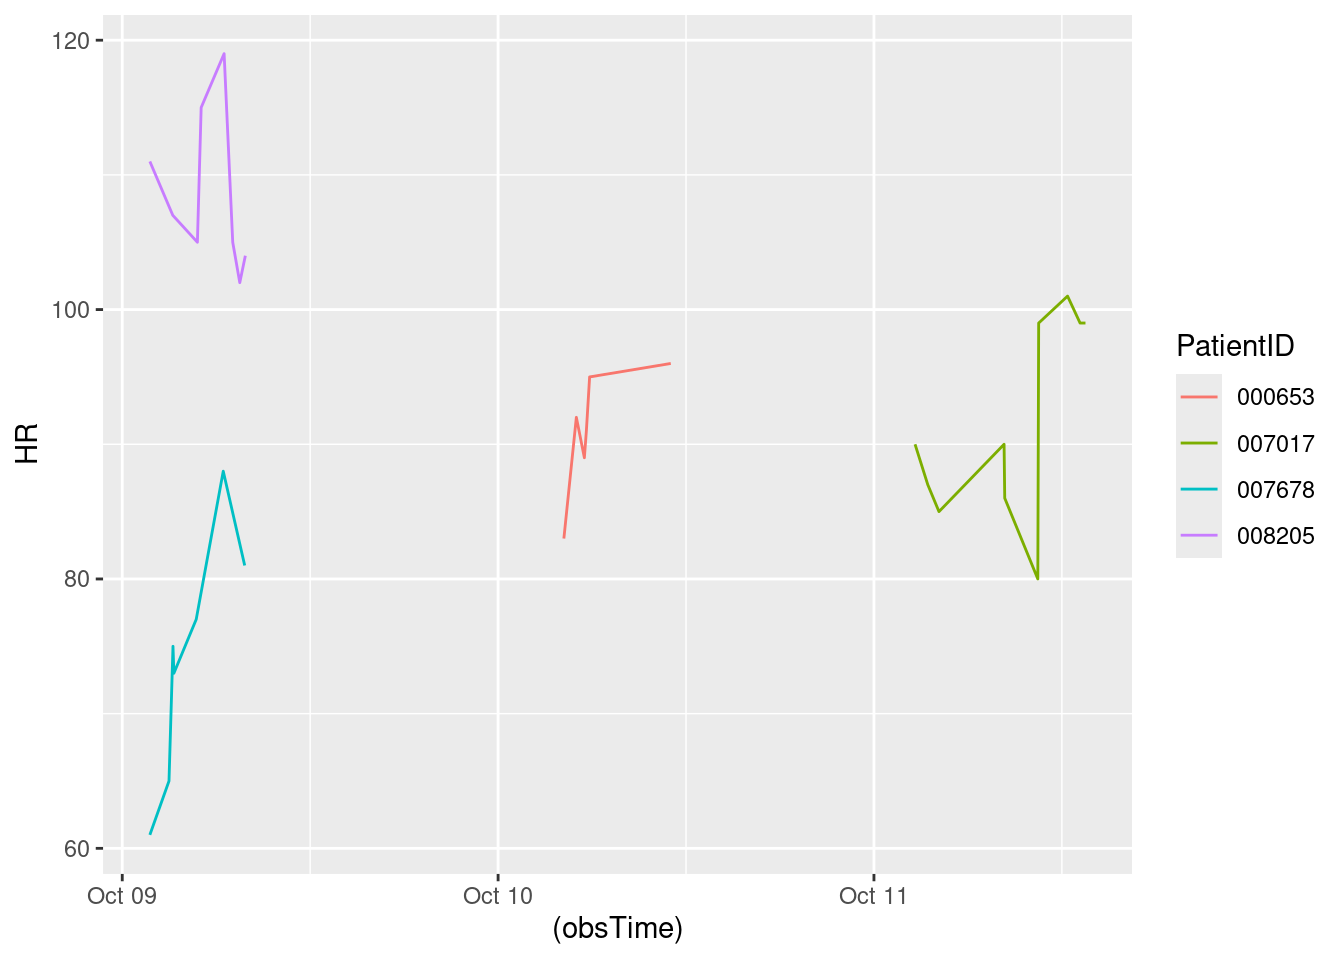 120
100
80
60
HR
Oct 09
Oct 10
Oct 11
(obsTime)
PatientID
000653
007017
007678
008205